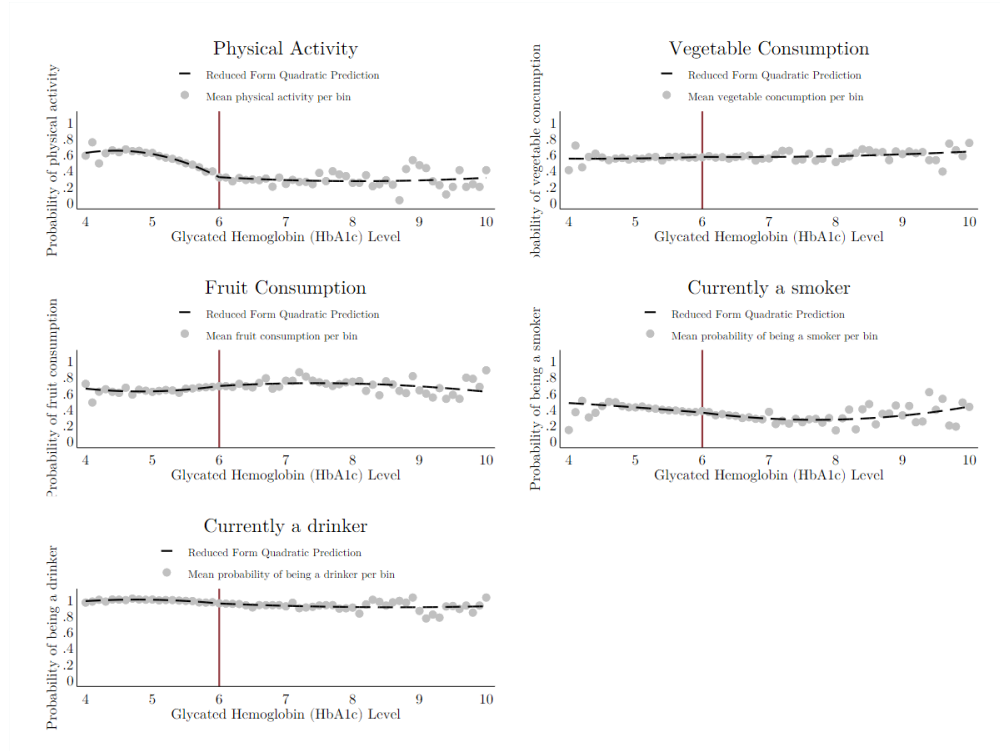 Physical Activity
Reduced Form Quadratic Prediction
Mean physical activity per bin
Probability of physical activity
1
.8
.6
.4
.2
0
4 5 6 7 8 9 10
Glycated Hemoglobin (HbA1c) Level
Vegetable Consumption
Reduced Form Quadratic Prediction
Mean vegetable concumption per bin
obability of vegetable concumption
1
.8
.6
.4
.2
0
4 5 6 7 8 9 10
Glycated Hemoglobin (HbA1c) Level
Fruit Consumption
Reduced Form Quadratic Prediction
Mean fruit consumption per bin
Probability of fruit consumption
1
.8
.6
.4
.2
0
4 5 6 7 8 9 10
Glycated Hemoglobin (HbA1c) Level
Currently a smoker
Reduced Form Quadratic Prediction
Mean probability of being a smoker per bin
Probability of being a smoker
1
.8
.6
.4
.2
0
4 5 6 7 8 9 10
Glycated Hemoglobin (HbA1c) Level
Currently a drinker
Reduced Form Quadratic Prediction
Mean probability of being a drinker per bin
Probability of being a drinker
1
.8
.6
.4
.2
0
4 5 6 7 8 9 10
Glycated Hemoglobin (HbA1c) Level